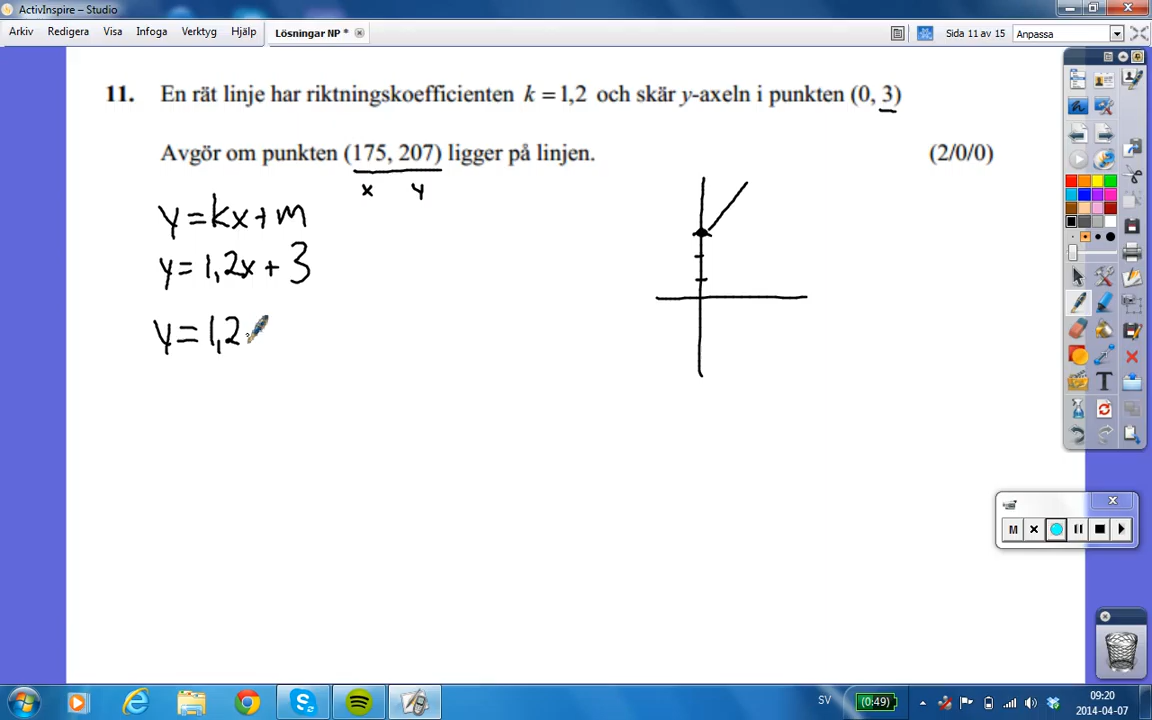 ActivInspire – Studio
Arkiv Redigera Visa Infoga Verktyg Hjälp Lösningar NP * Sida 11 av 15 Anpassa
11. En rät linje har riktningskoefficienten k = 1,2 och skär y-axeln i punkten (0, 3)
Avgör om punkten (175, 207) ligger på linjen. (2/0/0)
x y
y=kx+m
y=1,2x+3
y=1,2
M
T
SV (0:49) 09:20
2014-04-07